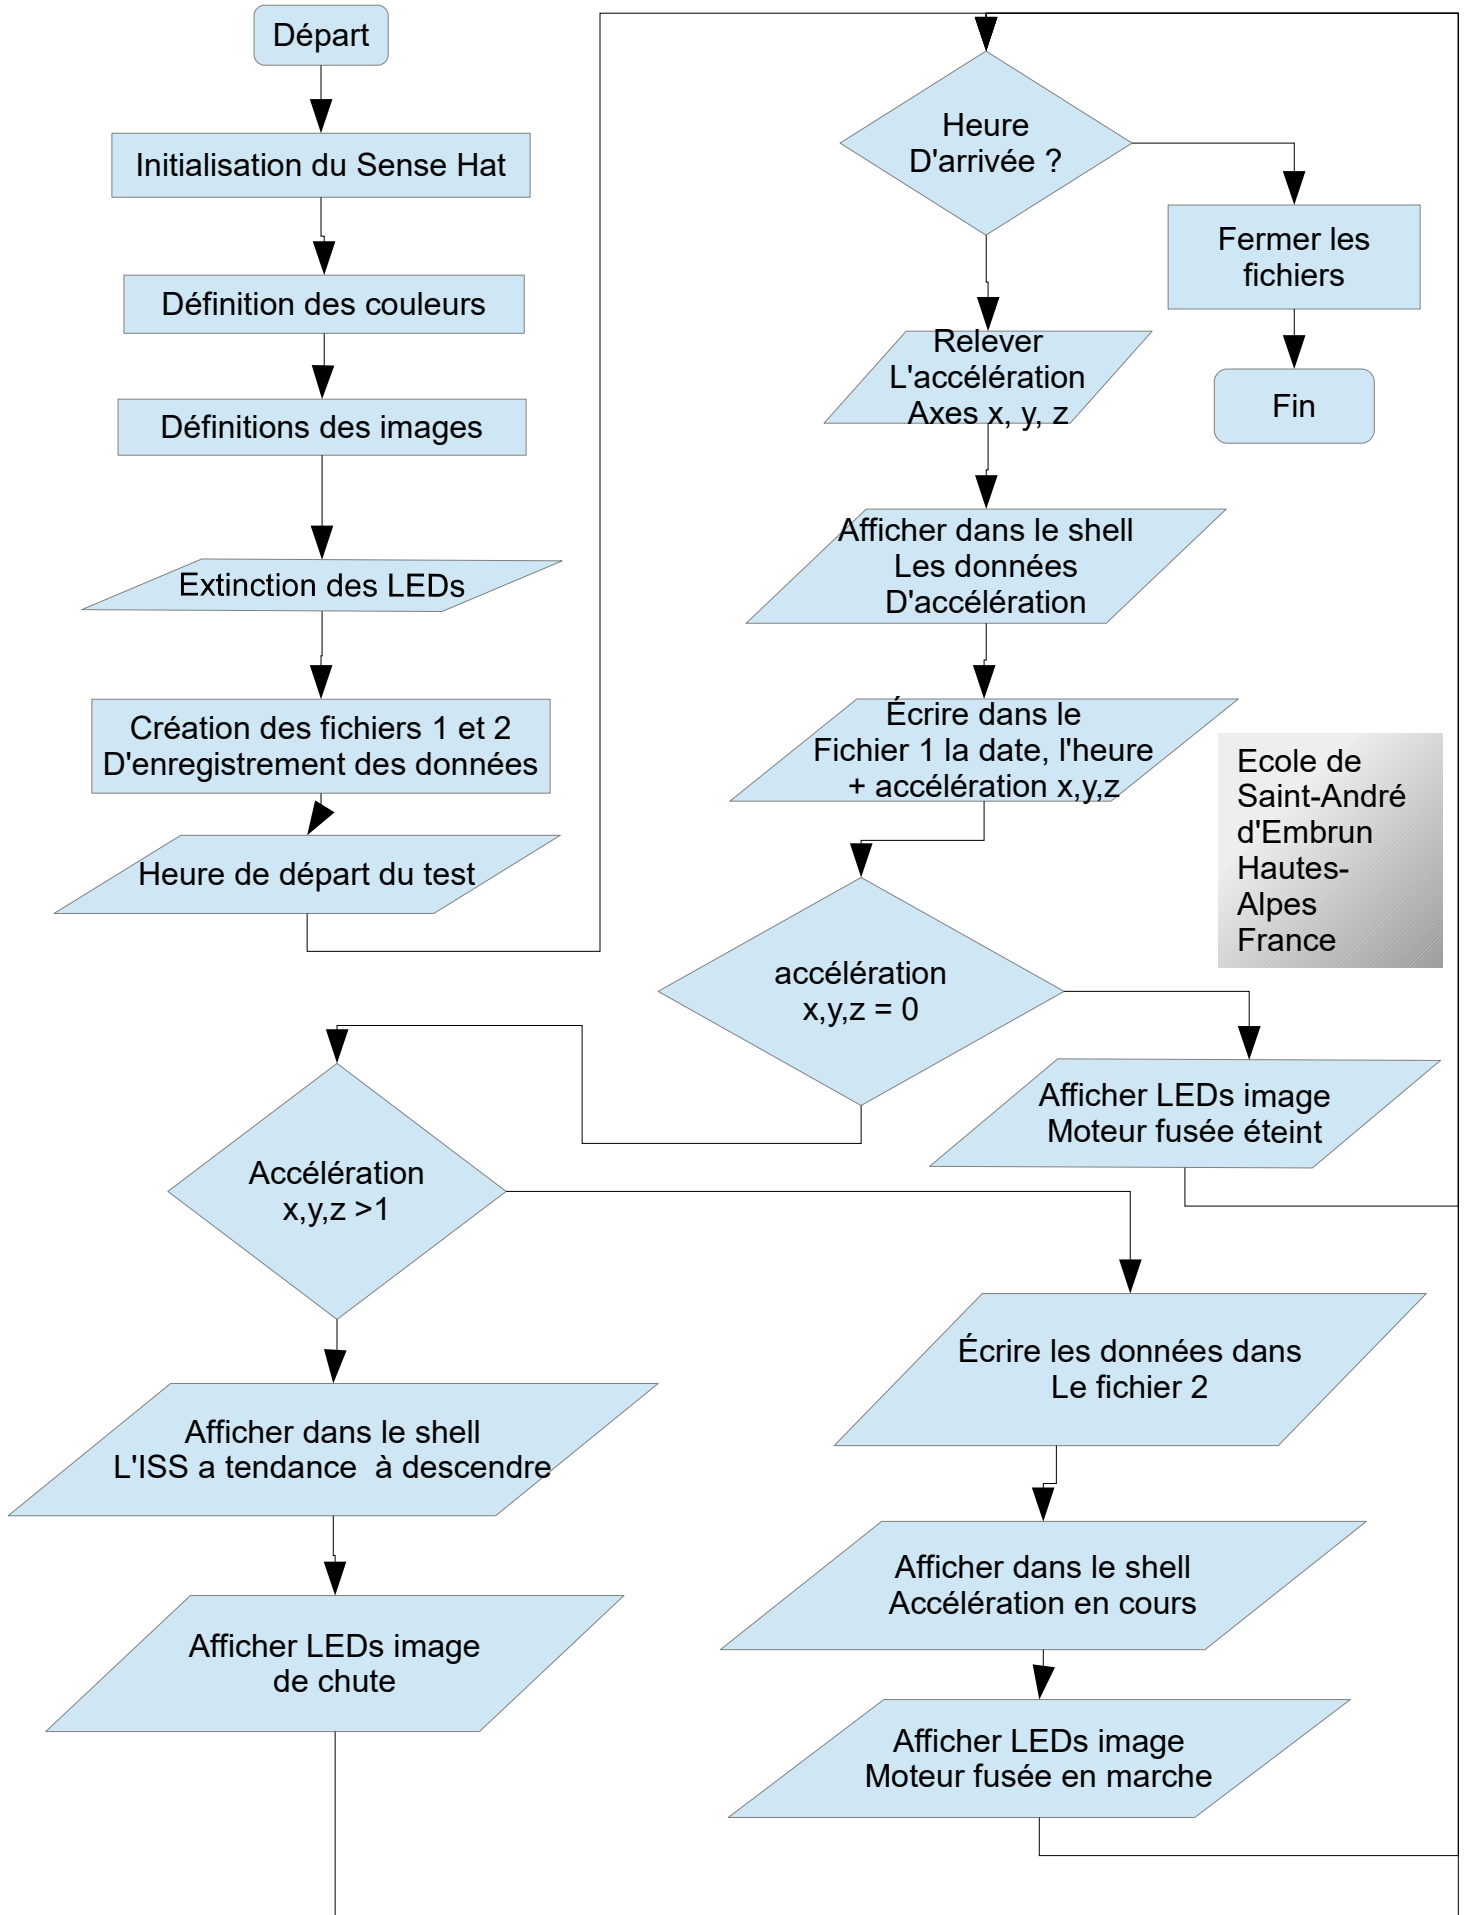 Départ
Initialisation du Sense Hat
Définition des couleurs
Définitions des images
Extinction des LEDs
Création des fichiers 1 et 2
D'enregistrement des données
Heure de départ du test
Heure
D'arrivée ?
Fermer les
fichiers
Fin
Relever
L'accélération
Axes x, y, z
Afficher dans le shell
Les données
D'accélération
Écrire dans le
Fichier 1 la date, l'heure
+ accélération x,y,z
Ecole de
Saint-André
d'Embrun
Hautes-
Alpes
France
accélération
x,y,z = 0
Afficher LEDs image
Moteur fusée éteint
Accélération
x,y,z >1
Écrire les données dans
Le fichier 2
Afficher dans le shell
L'ISS a tendance  à descendre
Afficher dans le shell
Accélération en cours
Afficher LEDs image
de chute
Afficher LEDs image
Moteur fusée en marche